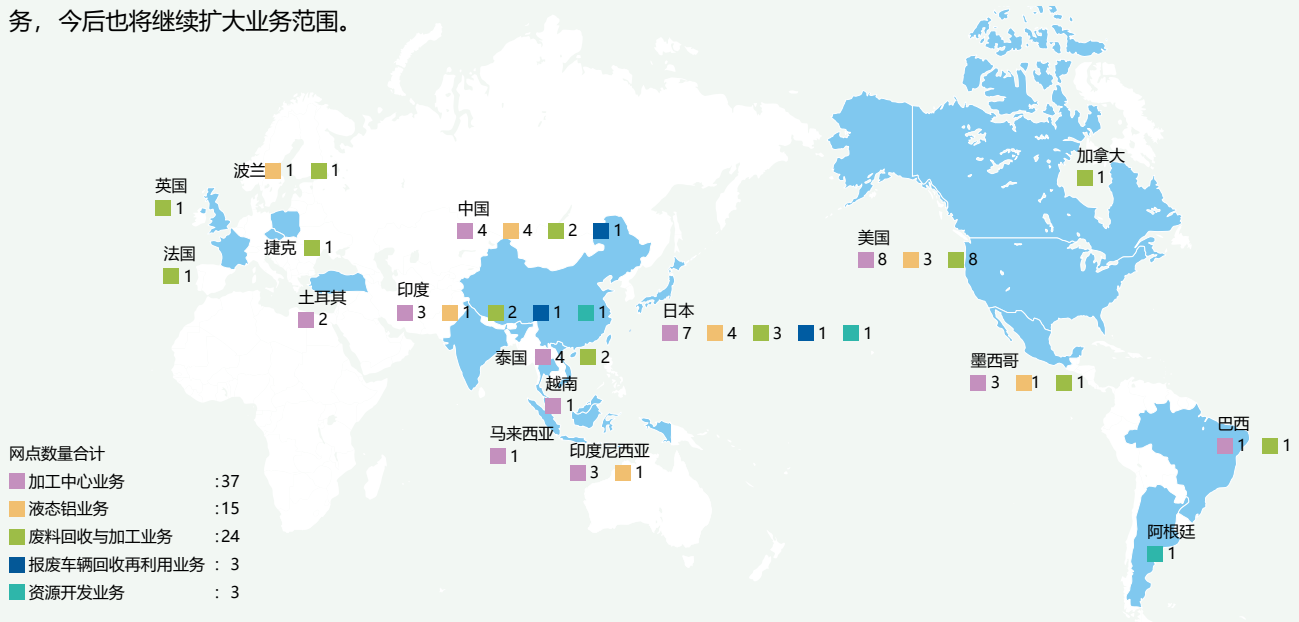 务，今后也将继续扩大业务范围。
波兰 1 1
英国
1
加拿大
1
中国
4 4 2 1
捷克 1
法国
1
美国
8 3 8
土耳其
2
印度
3 1 2 1 1
日本
7 4 3 1 1
泰国 4 2
越南
1
墨西哥
3 1 1
马来西亚
1
印度尼西亚
3 1
巴西
1 1
阿根廷
1
网点数量合计
加工中心业务 :37
液态铝业务 :15
废料回收与加工业务 :24
报废车辆回收再利用业务 : 3
资源开发业务 : 3